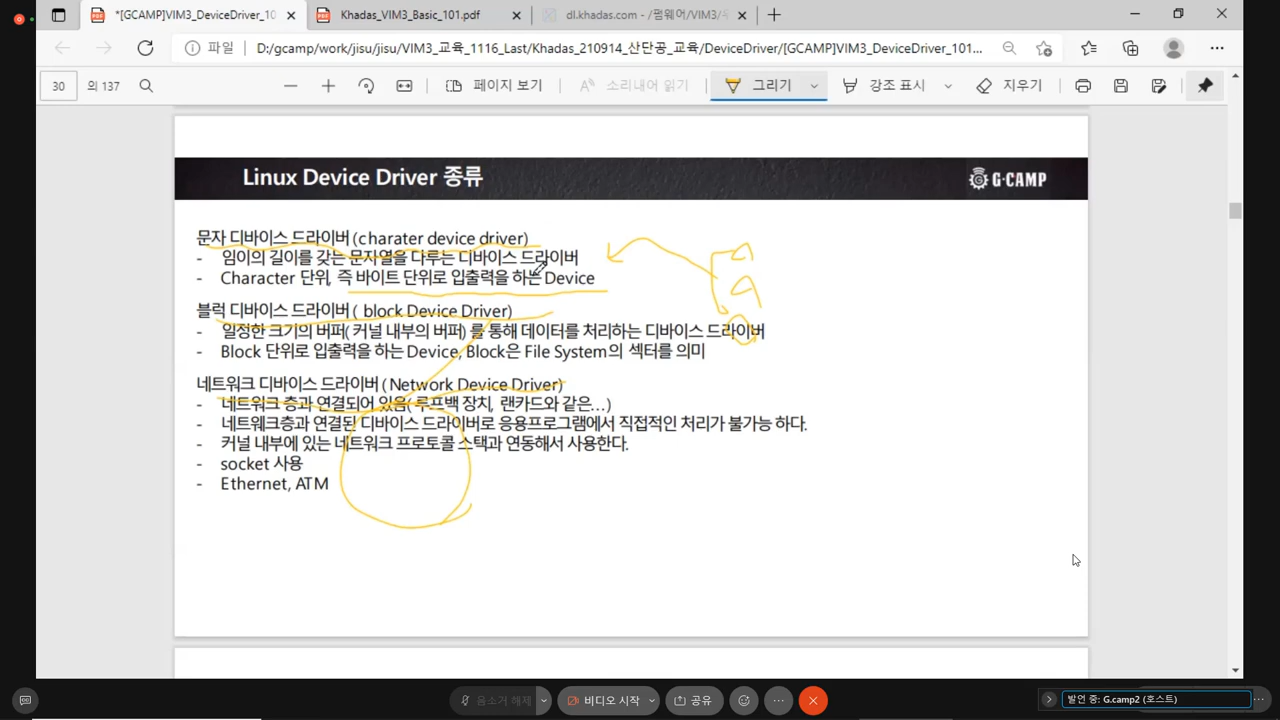 *[GCAMP]VIM3_DeviceDriver_10
Khadas_VIM3_Basic_101.pdf
dl.khadas.com - /펌웨어/VIM3/
파일
D:/gcamp/work/jisu/jisu/VIM3_교육_1116_Last/Khadas_210914_산단공_교육/DeviceDriver/[GCAMP]VIM3_DeviceDriver_101...
30 의 137
페이지 보기
소리내어 읽기
그리기
강조 표시
지우기
Linux Device Driver 종류
G·CAMP
문자 디바이스 드라이버(charater device driver)
- 임이의 길이를 갖는 문자열을 다루는 디바이스 드라이버
- Character 단위, 즉 바이트 단위로 입출력을 하는 Device
블럭 디바이스 드라이버( block Device Driver)
- 일정한 크기의 버퍼( 커널 내부의 버퍼) 를 통해 데이터를 처리하는 디바이스 드라이버
- Block 단위로 입출력을 하는 Device, Block은 File System의 섹터를 의미
네트워크 디바이스 드라이버(Network Device Driver)
- 네트워크 층과 연결되어 있음( 루프백 장치, 랜카드와 같은...)
- 네트웨크층과 연결된 디바이스 드라이버로 응용프로그램에서 직접적인 처리가 불가능 하다.
- 커널 내부에 있는 네트워크 프로토콜 스택과 연동해서 사용한다.
- socket 사용
- Ethernet, ATM
음소거 해제
비디오 시작
공유
발언 중: G.camp2 (호스트)